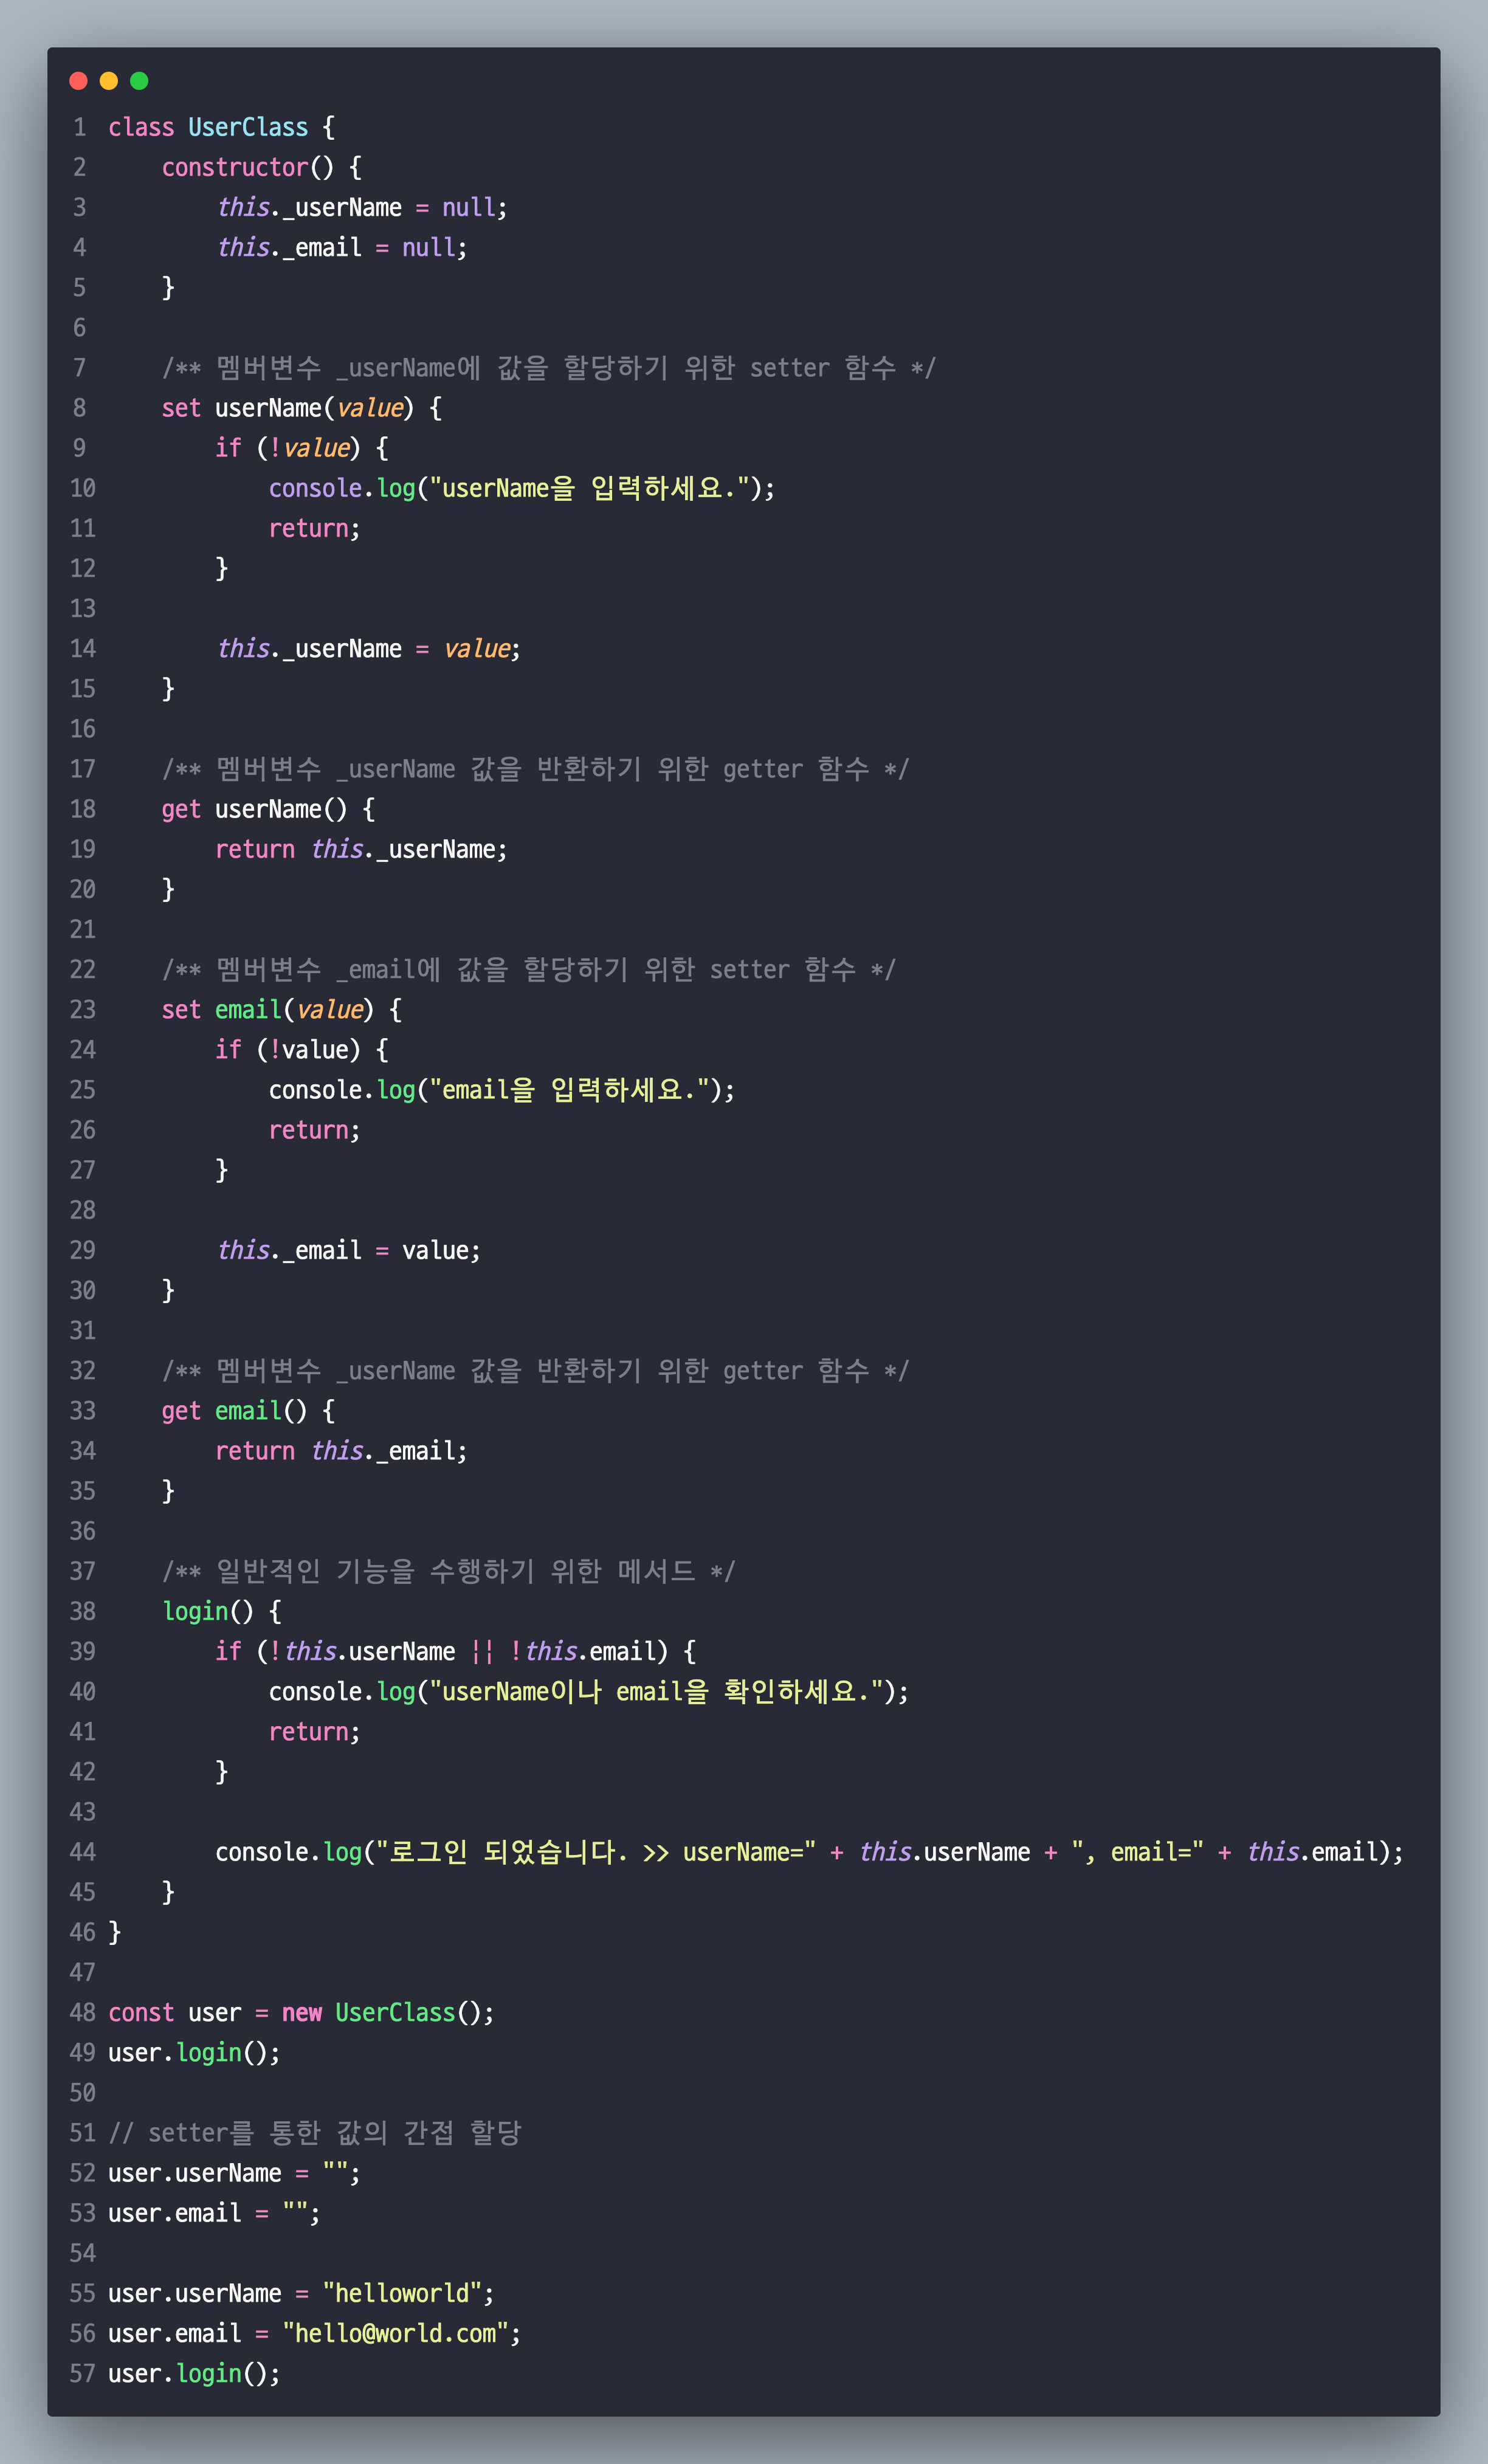 1 class UserClass {
2     constructor() {
3         this._userName = null;
4         this._email = null;
5     }
6
7     /** 멤버변수 _userName에 값을 할당하기 위한 setter 함수 */
8     set userName(value) {
9         if (!value) {
10             console.log("userName을 입력하세요.");
11             return;
12         }
13
14         this._userName = value;
15     }
16
17     /** 멤버변수 _userName 값을 반환하기 위한 getter 함수 */
18     get userName() {
19         return this._userName;
20     }
21
22     /** 멤버변수 _email에 값을 할당하기 위한 setter 함수 */
23     set email(value) {
24         if (!value) {
25             console.log("email을 입력하세요.");
26             return;
27         }
28
29         this._email = value;
30     }
31
32     /** 멤버변수 _userName 값을 반환하기 위한 getter 함수 */
33     get email() {
34         return this._email;
35     }
36
37     /** 일반적인 기능을 수행하기 위한 메서드 */
38     login() {
39         if (!this.userName || !this.email) {
40             console.log("userName이나 email을 확인하세요.");
41             return;
42         }
43
44         console.log("로그인 되었습니다. >> userName=" + this.userName + ", email=" + this.email);
45     }
46 }
47
48 const user = new UserClass();
49 user.login();
50
51 // setter를 통한 값의 간접 할당
52 user.userName = "";
53 user.email = "";
54
55 user.userName = "helloworld";
56 user.email = "hello@world.com";
57 user.login();